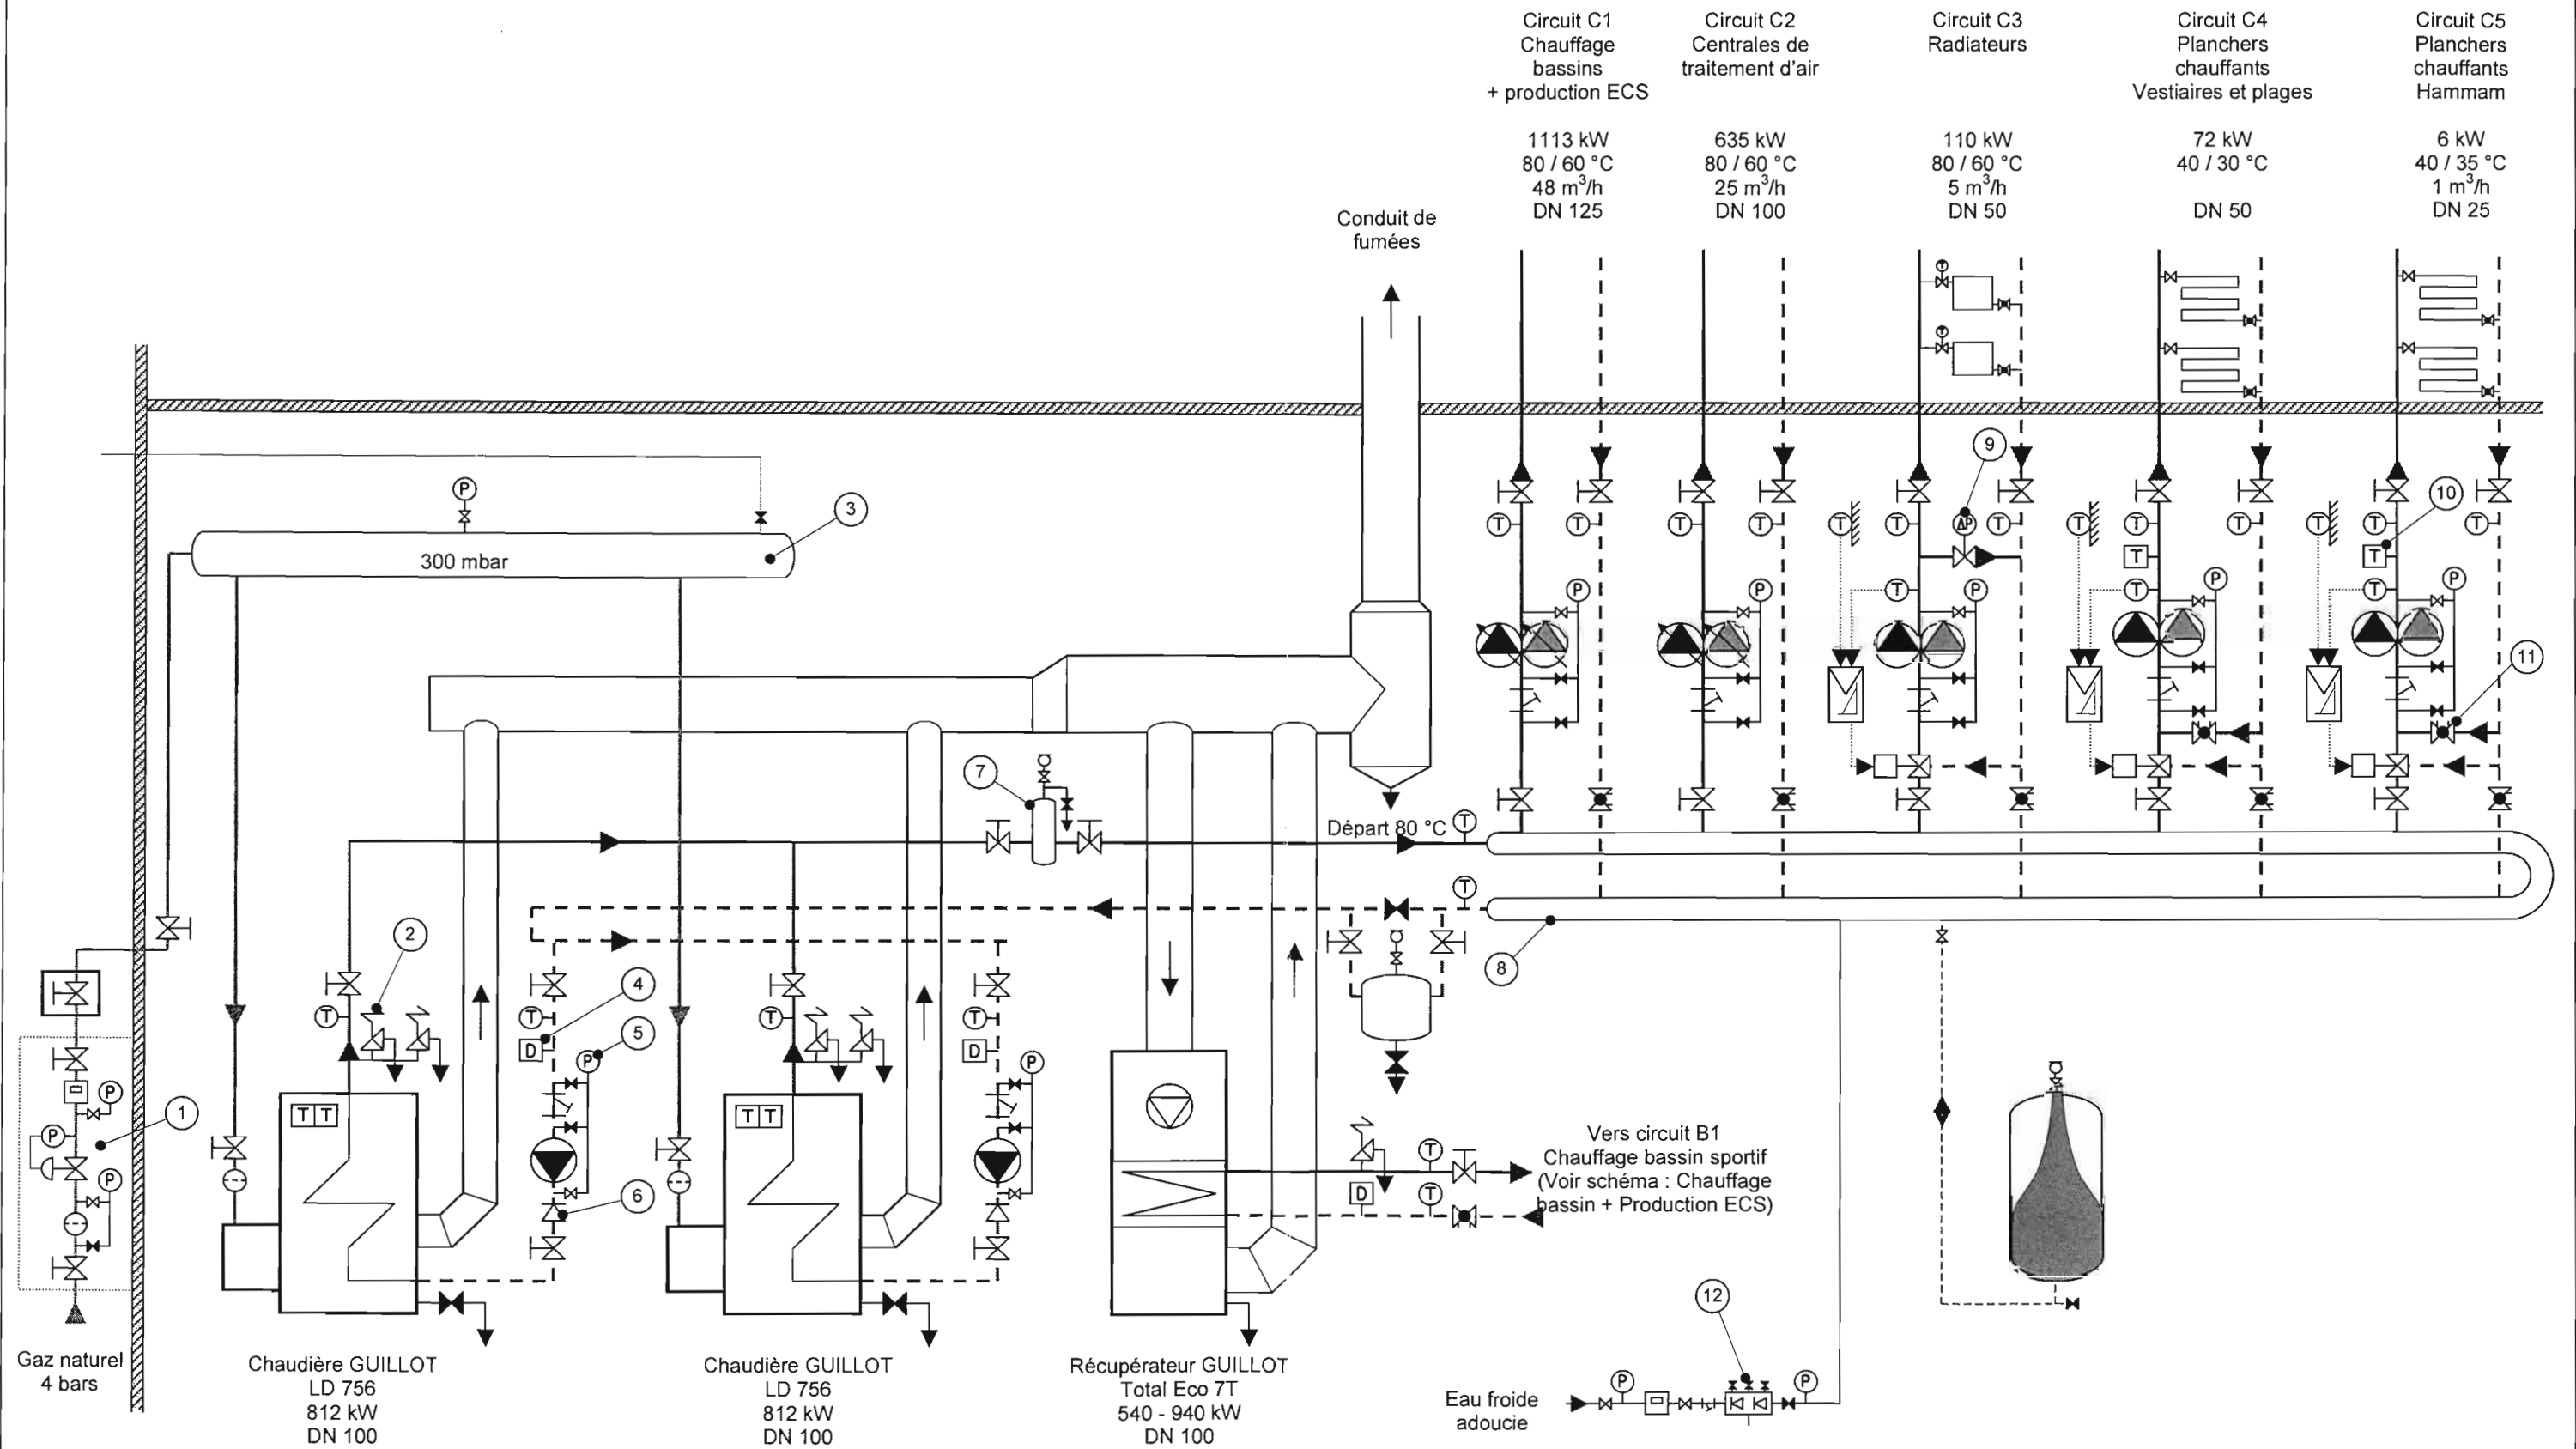 Circuit C1
Chauffage
bassins
+ production ECS
1113 kW
80 / 60 °C
48 m³/h
DN 125
Circuit C2
Centrales de
traitement d'air
635 kW
80 / 60 °C
25 m³/h
DN 100
Circuit C3
Radiateurs
110 kW
80 / 60 °C
5 m³/h
DN 50
Circuit C4
Planchers
chauffants
Vestiaires et plages
72 kW
40 / 30 °C
DN 50
Circuit C5
Planchers
chauffants
Hammam
6 kW
40 / 35 °C
1 m³/h
DN 25
Conduit de
fumées
T
T
9
10
P
3
300 mbar
T
T
T
T
T
T
ΔP
T
T
T
T
T
T
T
T
T
T
T
T
P
P
P
P
P
11
7
Départ 80 °C
T
T
8
2
4
5
6
1
T
T
T
T
D
D
P
P
T T
T T
P
P
P
T
D
T
Vers circuit B1
Chauffage bassin sportif
(Voir schéma : Chauffage
bassin + Production ECS)
12
Gaz naturel
4 bars
Chaudière GUILLOT
LD 756
812 kW
DN 100
Chaudière GUILLOT
LD 756
812 kW
DN 100
Récupérateur GUILLOT
Total Eco 7T
540 - 940 kW
DN 100
Eau froide
adoucie
P
P